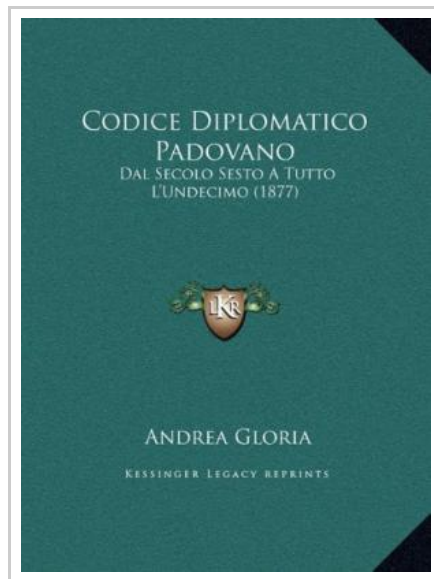 CODICE DIPLOMATICO
PADOVANO
DAL SECOLO SESTO A TUTTO
L'UNDECIMO (1877)
LKR
ANDREA GLORIA
KESSINGER LEGACY REPRINTS